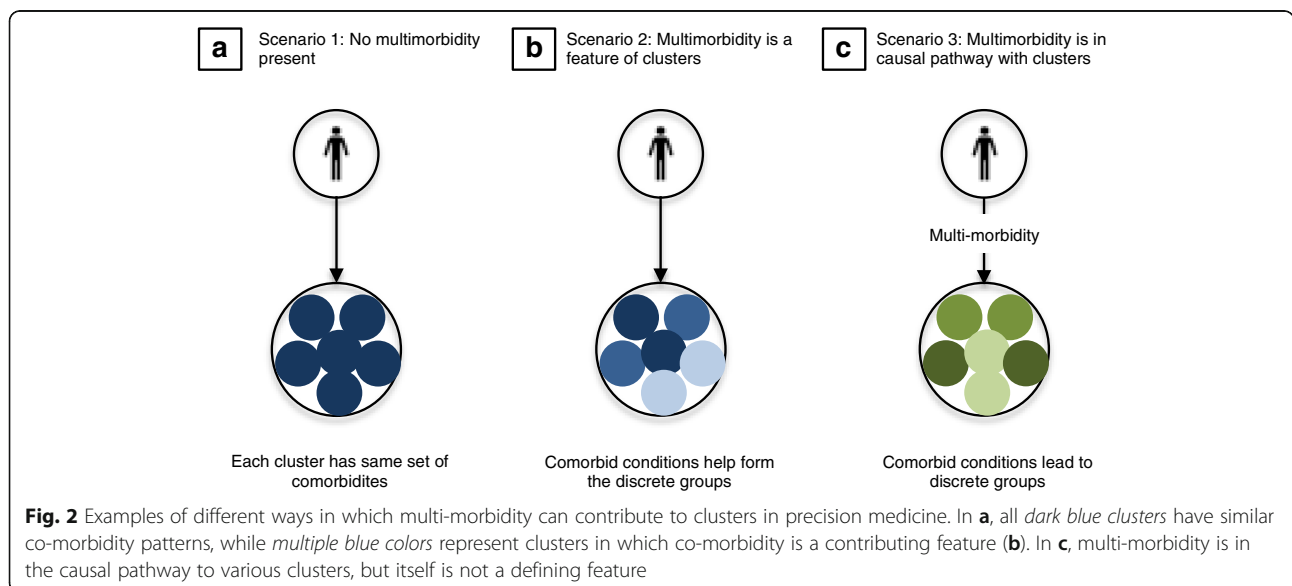 a Scenario 1: No multimorbidity
present
b Scenario 2: Multimorbidity is a
feature of clusters
c Scenario 3: Multimorbidity is in
causal pathway with clusters
Multi-morbidity
Each cluster has same set of
comorbidites
Comorbid conditions help form
the discrete groups
Comorbid conditions lead to
discrete groups
Fig. 2 Examples of different ways in which multi-morbidity can contribute to clusters in precision medicine. In a, all dark blue clusters have similar
co-morbidity patterns, while multiple blue colors represent clusters in which co-morbidity is a contributing feature (b). In c, multi-morbidity is in
the causal pathway to various clusters, but itself is not a defining feature